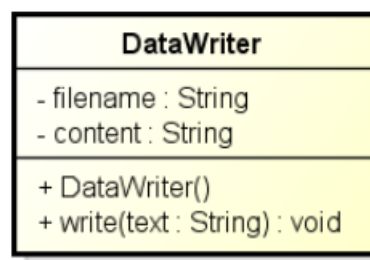 DataWriter
- filename : String
- content : String
+ DataWriter()
+ write(text : String) : void